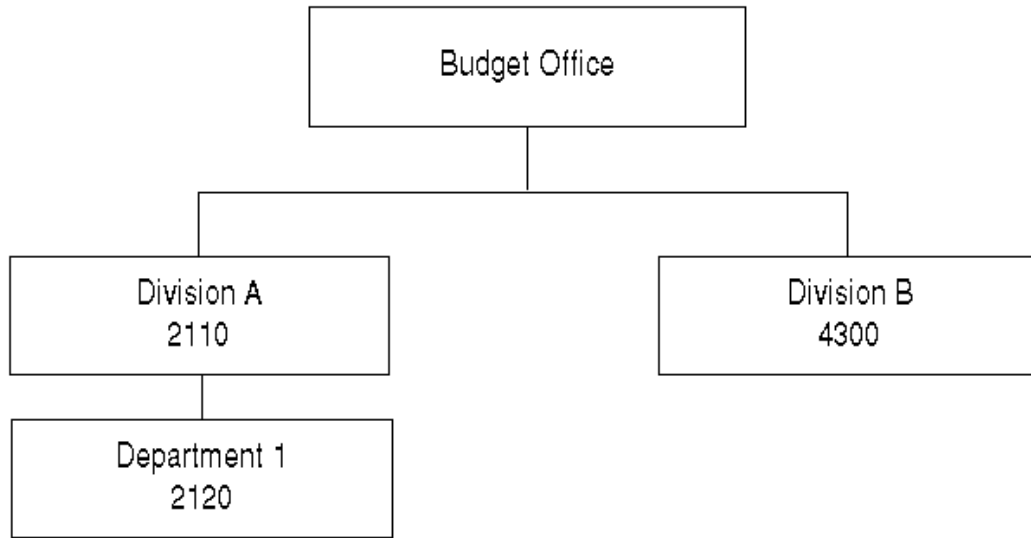 Budget Office
Division A
2110
Division B
4300
Department 1
2120